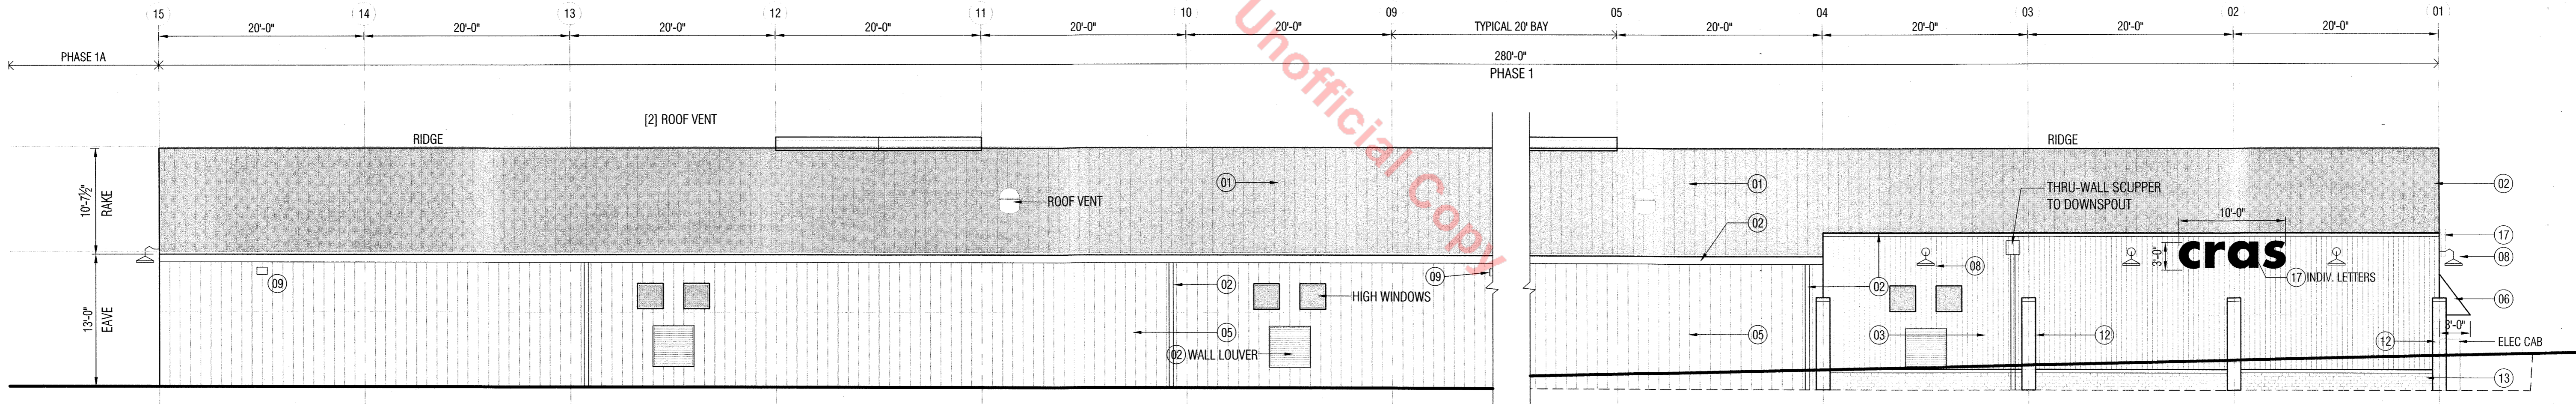 15 14 13 12 11 10 09 05 04 03 02 01
20'-0" 20'-0" 20'-0" 20'-0" 20'-0" 20'-0" TYPICAL 20' BAY 20'-0" 20'-0" 20'-0" 20'-0"
PHASE 1A
280'-0"
PHASE 1
Unofficial Copy
[2] ROOF VENT
RIDGE
RIDGE
10'-7½"
RAKE
13'-0"
EAVE
01
ROOF VENT
01
02
THRU-WALL SCUPPER
TO DOWNSPOUT
10'-0"
3'-0"
cras
17 INDIV. LETTERS
02
17
08
06
3'-0"
09
02
09
08
02
HIGH WINDOWS
05
02 WALL LOUVER
05
03
12
12
ELEC CAB
13